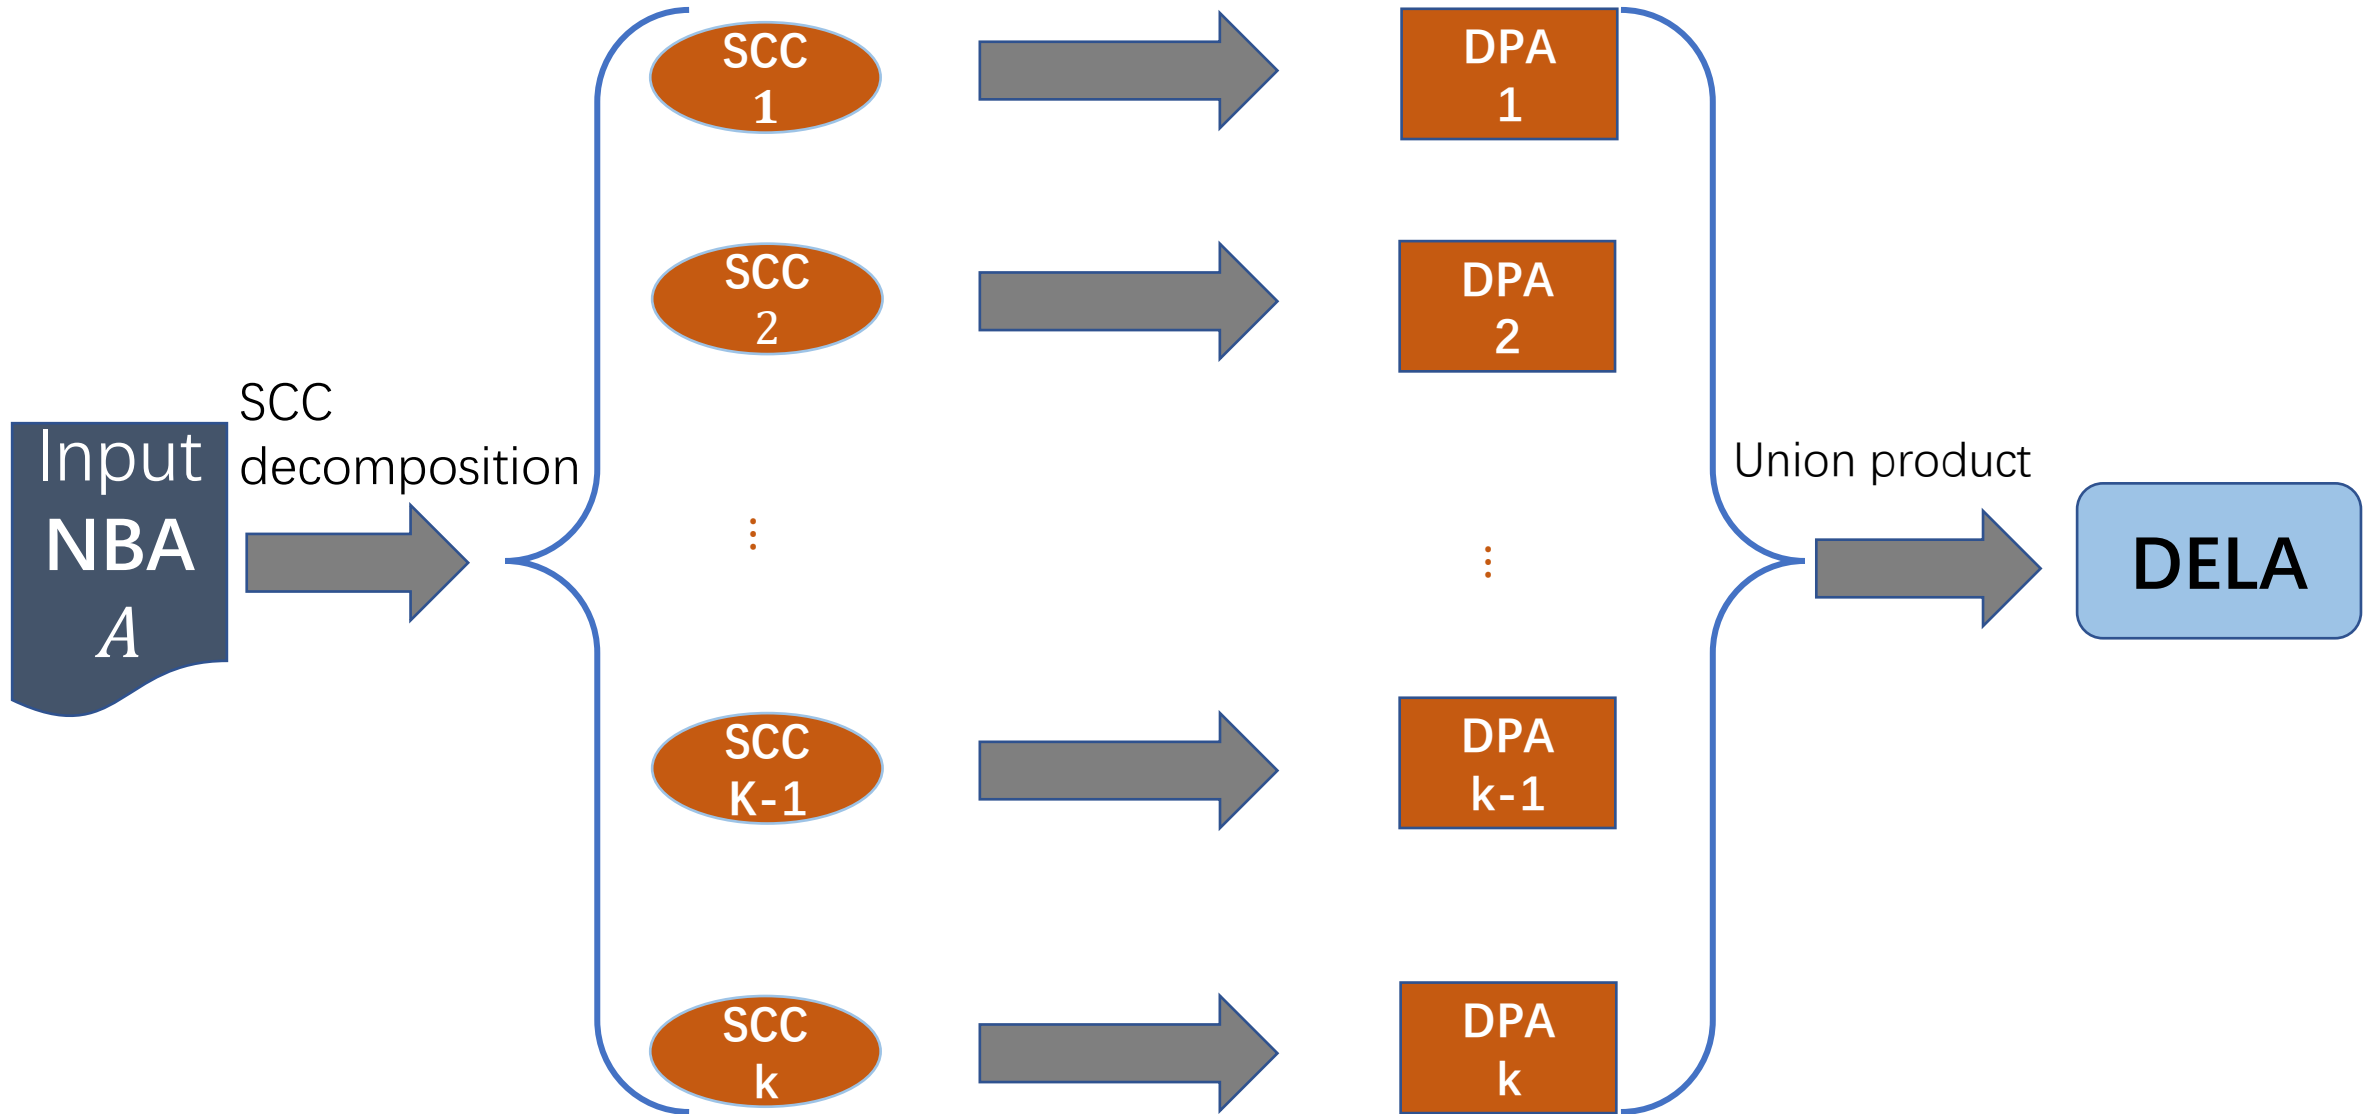 Input
NBA
A
SCC
decomposition
SCC
1
SCC
2
⋮
SCC
K-1
SCC
k
DPA
1
DPA
2
⋮
DPA
k-1
DPA
k
Union product
DELA